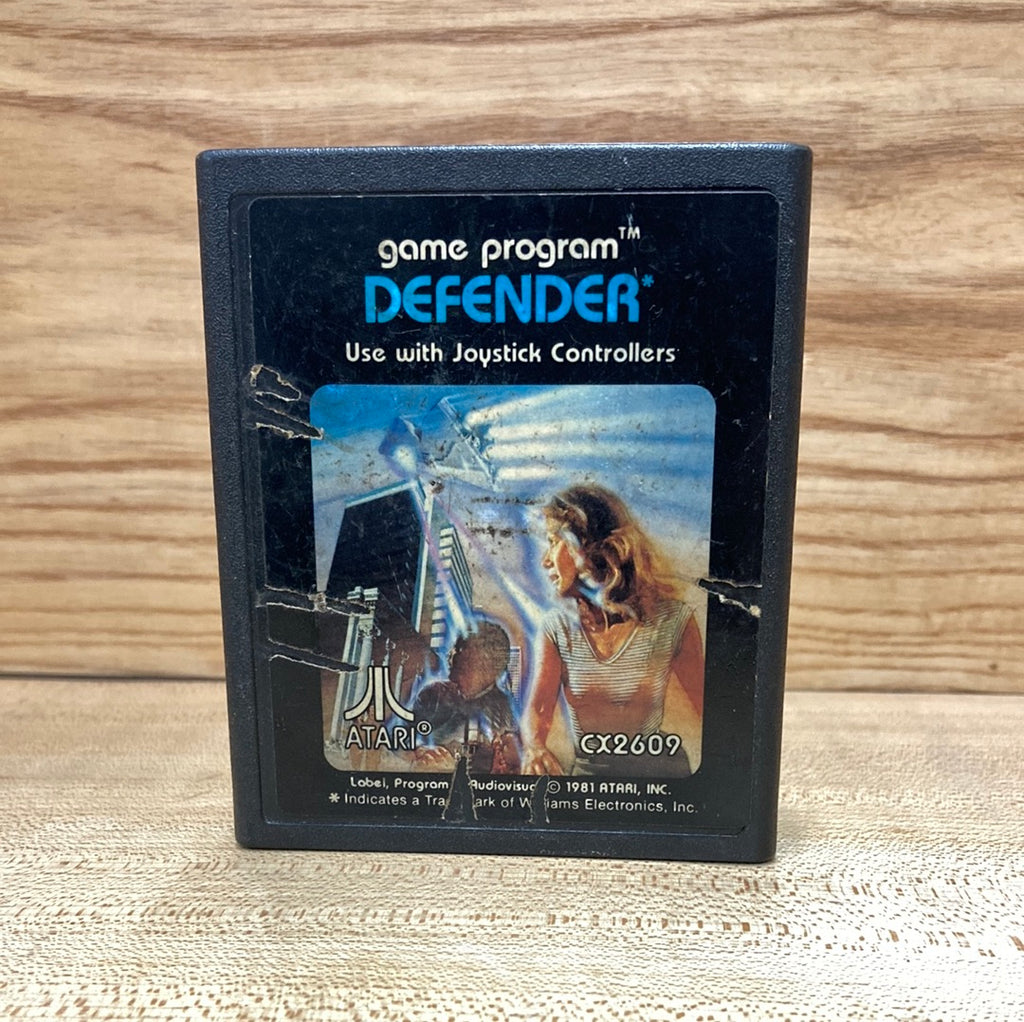 game program™
DEFENDER*
Use with Joystick Controllers
ATARI®
CX2609
Label, Program Audiovisu © 1981 ATARI, INC.
* Indicates a Tra ark of W iams Electronics, Inc.